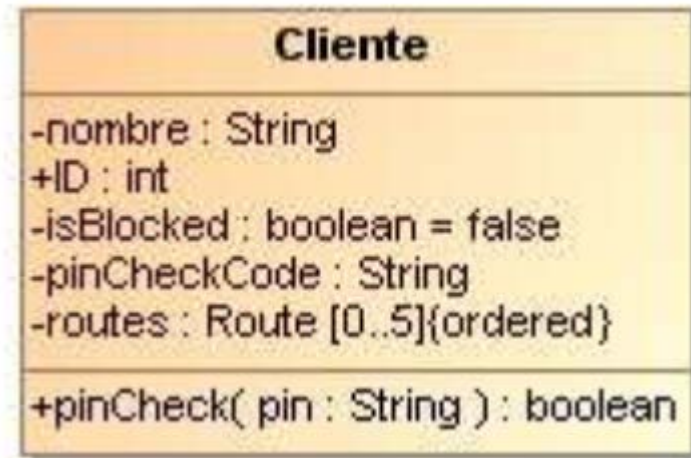 Cliente
-nombre : String
+ID : int
-isBlocked : boolean = false
-pinCheckCode : String
-routes : Route [0..5]{ordered}
+pinCheck( pin : String ) : boolean